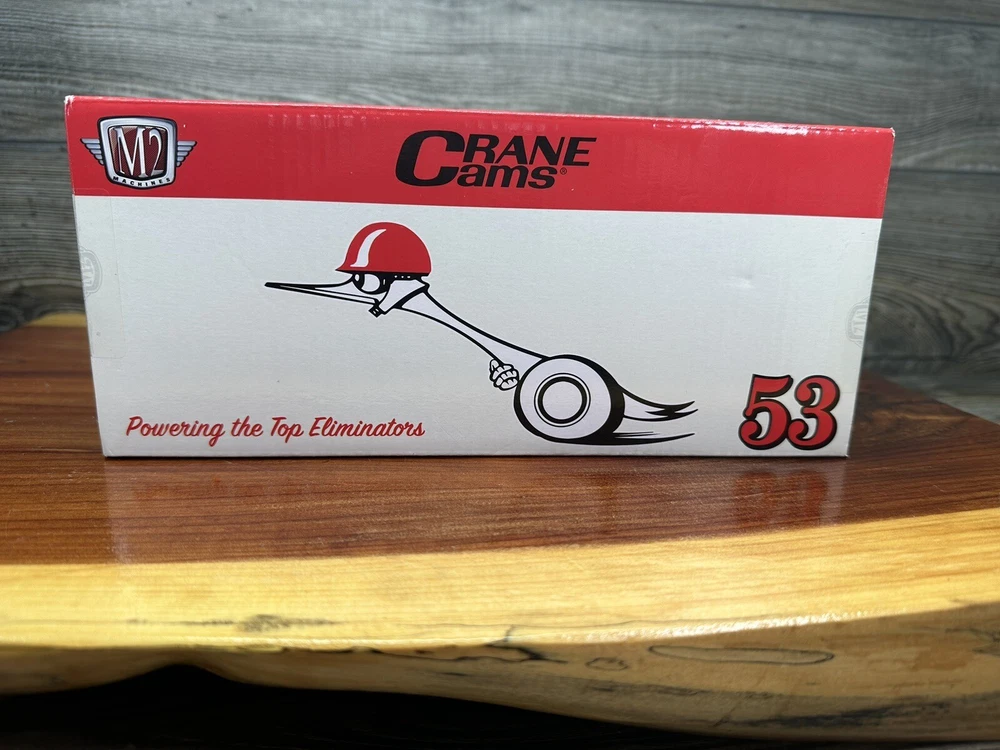 M2
MACHINES
CRANE
Cams®
Powering the Top Eliminators
53